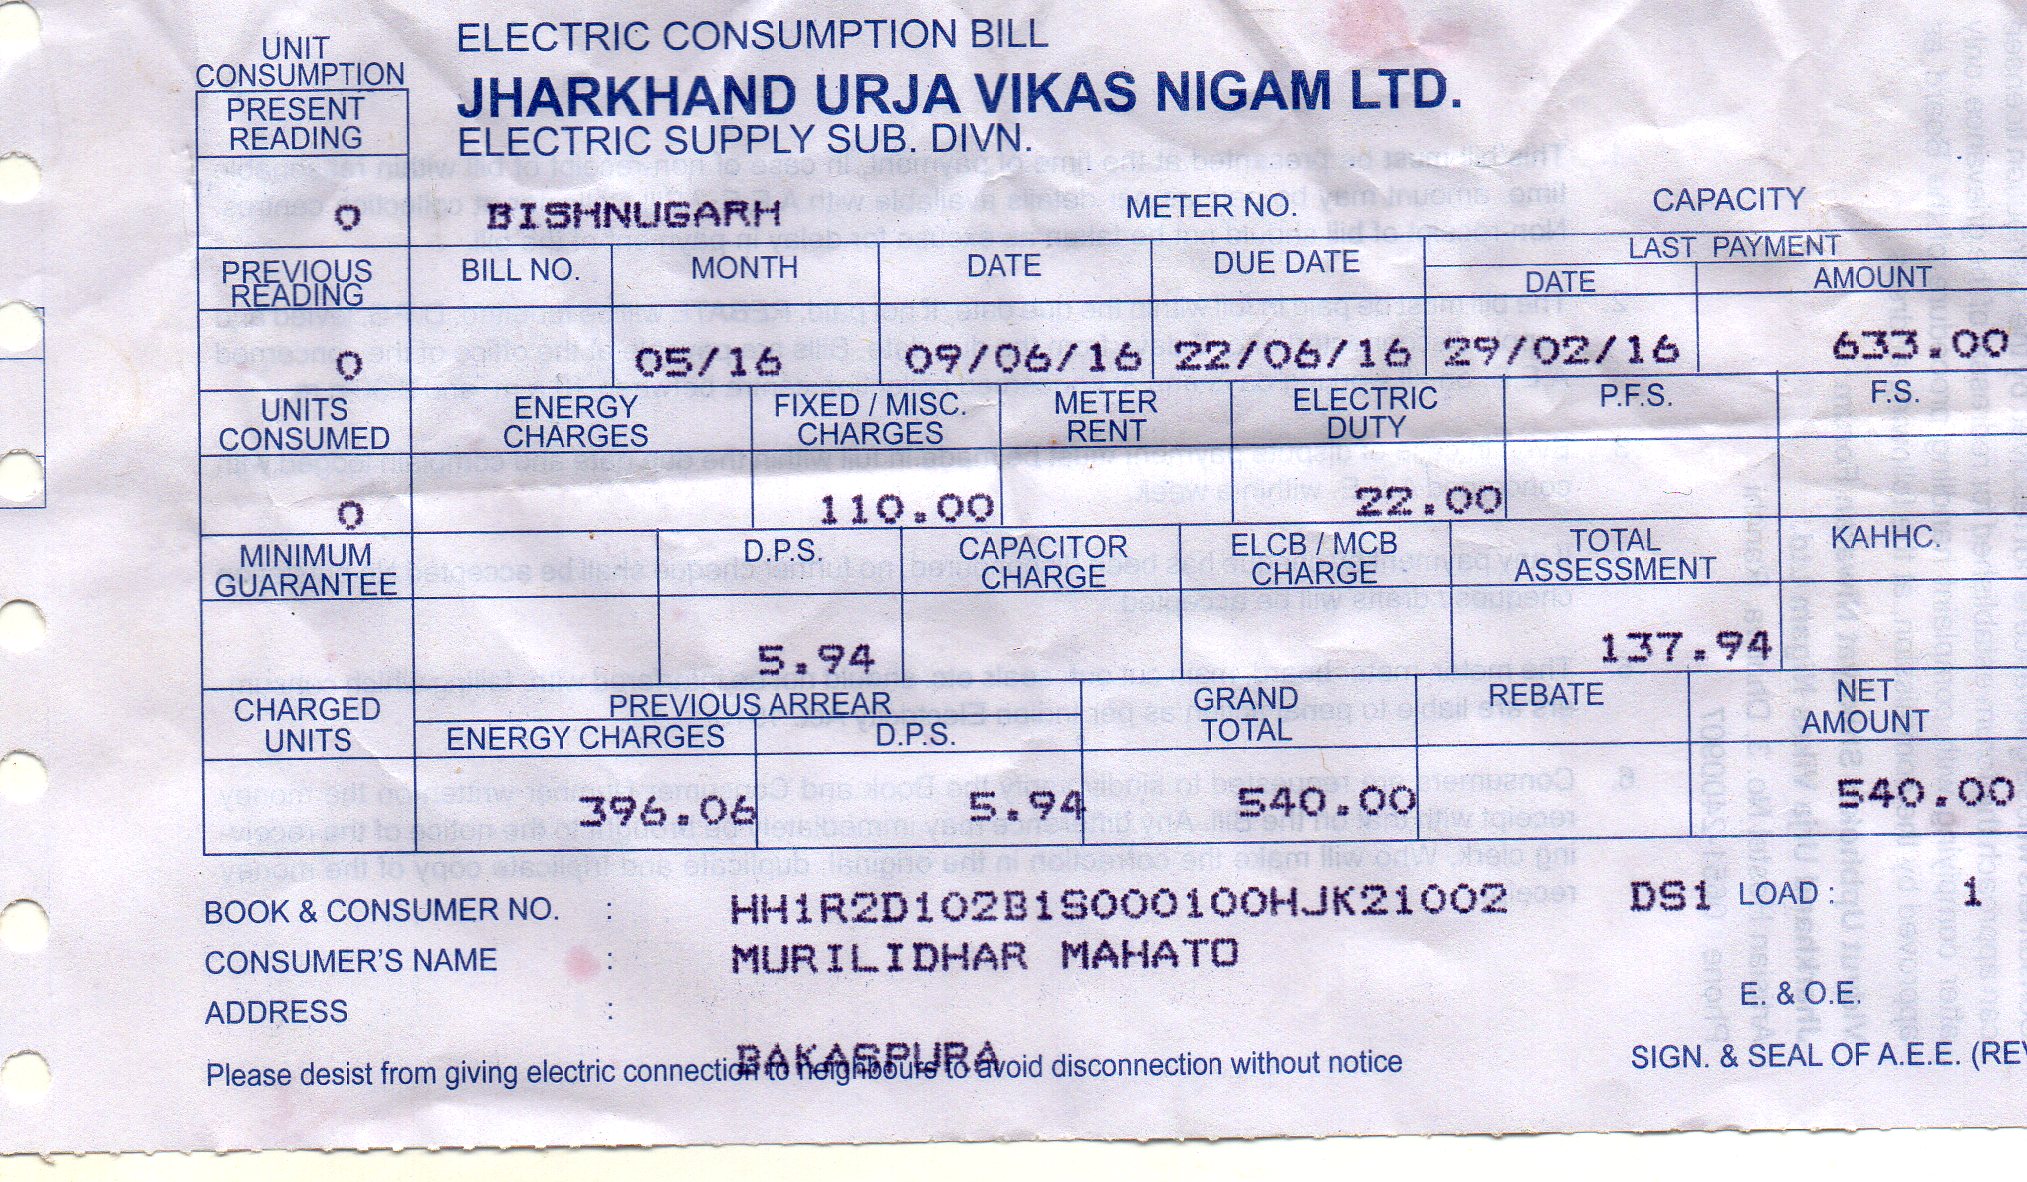 UNIT CONSUMPTION
ELECTRIC CONSUMPTION BILL
JHARKHAND URJA VIKAS NIGAM LTD.
ELECTRIC SUPPLY SUB. DIVN.
PRESENT READING
0 BISHNUGARH METER NO. CAPACITY
PREVIOUS READING BILL NO. MONTH DATE DUE DATE LAST PAYMENT
DATE AMOUNT
0 05/16 09/06/16 22/06/16 29/02/16 633.00
UNITS CONSUMED ENERGY CHARGES FIXED / MISC. CHARGES METER RENT ELECTRIC DUTY P.F.S. F.S.
0 110.00 22.00
MINIMUM GUARANTEE D.P.S. CAPACITOR CHARGE ELCB / MCB CHARGE TOTAL ASSESSMENT KAHHC.
5.94 137.94
CHARGED UNITS PREVIOUS ARREAR GRAND TOTAL REBATE NET AMOUNT
ENERGY CHARGES D.P.S.
396.06 5.94 540.00 540.00
BOOK & CONSUMER NO. : HH1R2D102B1S000100HJK21002 DS1 LOAD : 1
CONSUMER'S NAME : MURILIDHAR MAHATO
ADDRESS : E. & O.E.
BAKASPURA
Please desist from giving electric connection to neighbours to avoid disconnection without notice SIGN. & SEAL OF A.E.E. (REV